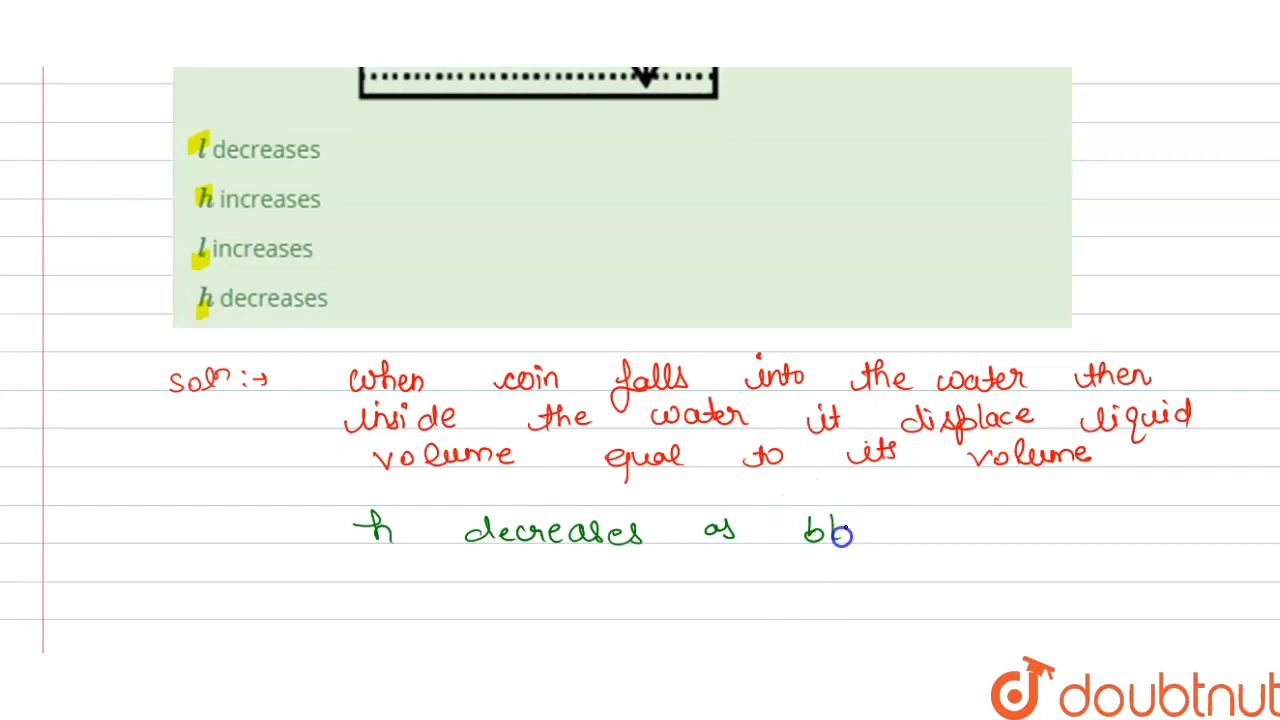 l decreases
h increases
l increases
h decreases
soln :→ when coin falls into the water then
inside the water it displace liquid
volume equal to its volume
h decreases as bl
doubtnut